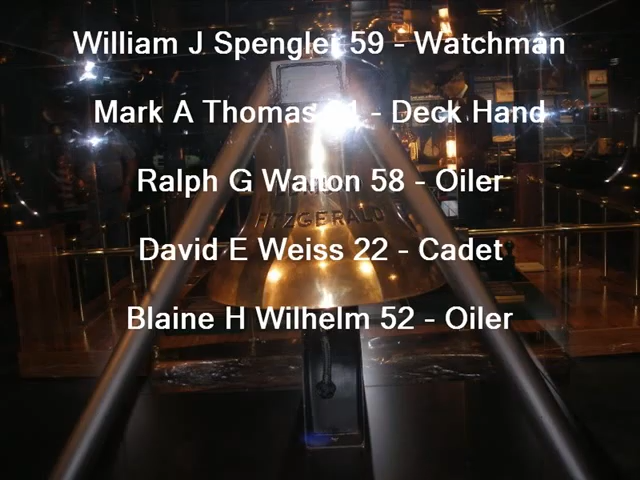 William J Spengler 59 - Watchman
Mark A Thomas - Deck Hand
Ralph G Walton 58 - Oiler
FITZGERALD
David E Weiss 22 - Cadet
Blaine H Wilhelm 52 - Oiler